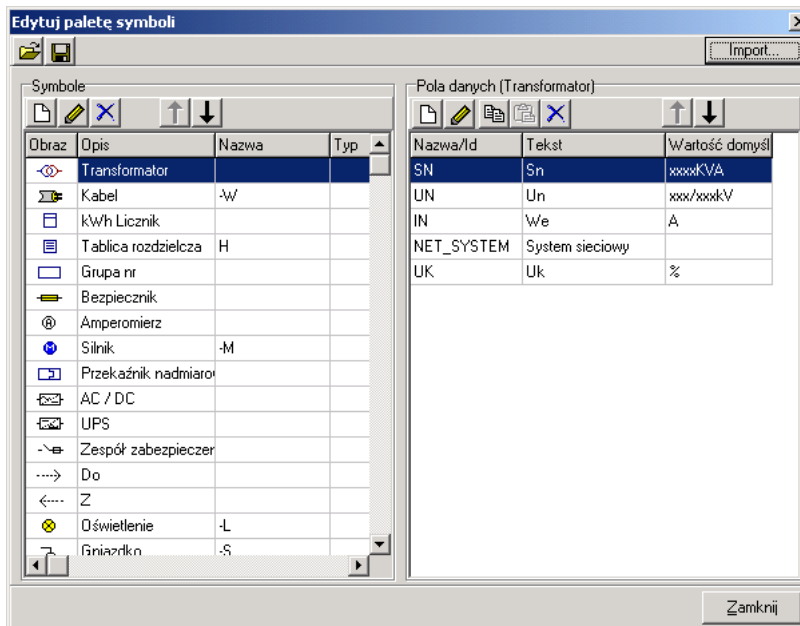 Edytuj paletę symboli
Import...
Symbole
Obraz Opis Nazwa Typ
Transformator
Kabel -W
kWh Licznik
Tablica rozdzielcza H
Grupa nr
Bezpiecznik
Amperomierz
Silnik -M
Przekaźnik nadmiaro
AC / DC
UPS
Zespół zabezpieczer
Do
Z
Oświetlenie -L
Gniazdko -S
Pola danych (Transformator)
Nazwa/Id Tekst Wartość domyśl
SN Sn xxxxKVA
UN Un xxx/xxxkV
IN We A
NET_SYSTEM System sieciowy
UK Uk %
Zamknij